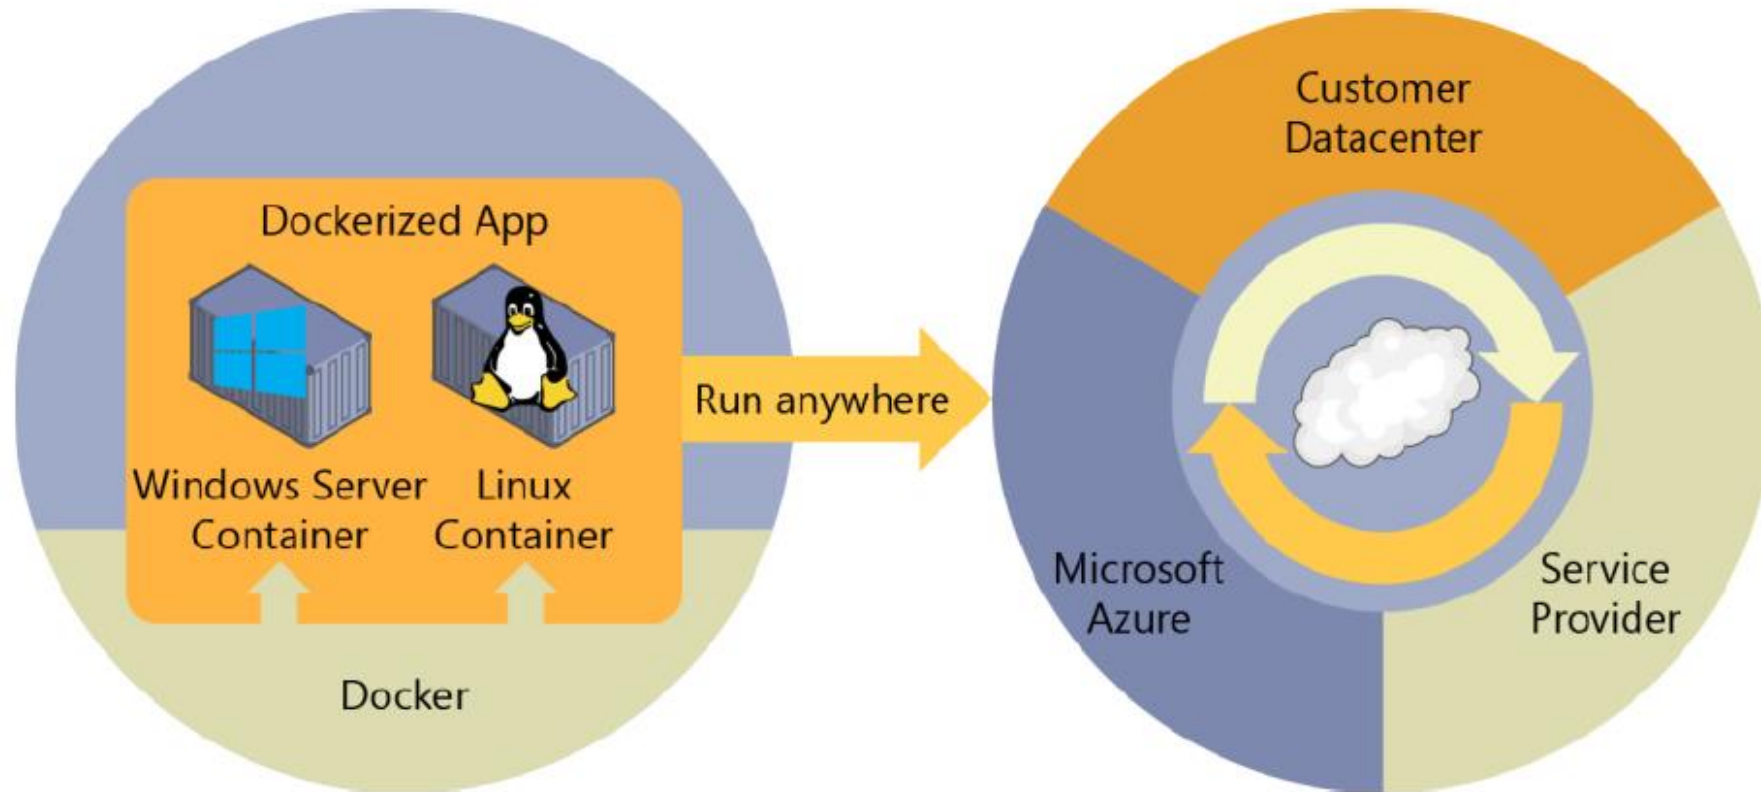 Dockerized App
Windows Server
Container
Linux
Container
Docker
Run anywhere
Customer
Datacenter
Microsoft
Azure
Service
Provider